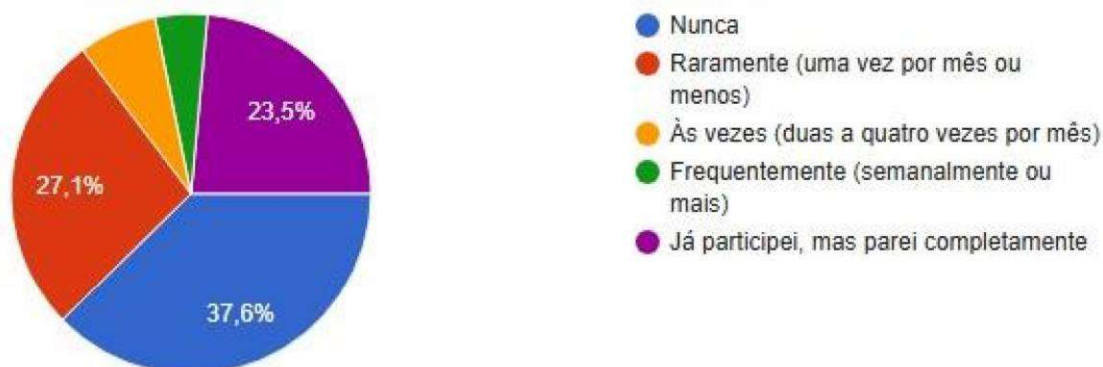 23,5%
27,1%
37,6%
Nunca
Raramente (uma vez por mês ou
menos)
Às vezes (duas a quatro vezes por mês)
Frequentemente (semanalmente ou
mais)
Já participei, mas parei completamente